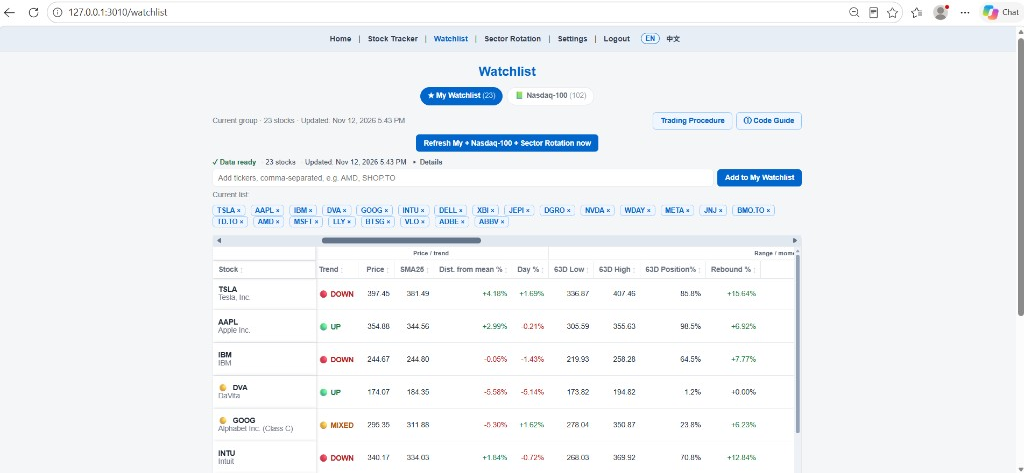 127.0.0.1:3010/watchlist
Chat
Home | Stock Tracker | Watchlist | Sector Rotation | Settings | Logout EN 中文
Watchlist
★ My Watchlist (23) Nasdaq-100 (102)
Current group · 23 stocks · Updated: Nov 12, 2026 5:43 PM
Trading Procedure ⓘ Code Guide
Refresh My + Nasdaq-100 + Sector Rotation now
✓ Data ready 23 stocks Updated: Nov 12, 2026 5:43 PM • Details
Add tickers, comma-separated, e.g. AMD, SHOP.TO Add to My Watchlist
Current list:
TSLA × AAPL × IBM × DVA × GOOG × INTU × DELL × XBI × JEPI × DGRO × NVDA × WDAY × META × JNJ × BMO.TO ×
TD.TO × AMD × MSFT × LLY × BTSG × VLO × ADBE × ABBV ×
Price / trend Range / mome
Stock Trend Price SMA25 Dist. from mean % Day % 63D Low 63D High 63D Position% Rebound %
TSLA DOWN 397.45 381.49 +4.18% +1.69% 336.87 407.46 85.8% +15.64%
Tesla, Inc.
AAPL UP 354.88 344.56 +2.99% -0.21% 305.59 355.63 98.5% +6.92%
Apple Inc.
IBM DOWN 244.67 244.80 -0.05% -1.43% 219.93 258.28 64.5% +7.77%
IBM
DVA UP 174.07 184.35 -5.58% -5.14% 173.82 194.82 1.2% +0.00%
DaVita
GOOG MIXED 295.35 311.88 -5.30% +1.62% 278.04 350.87 23.8% +6.23%
Alphabet Inc. (Class C)
INTU DOWN 340.17 334.03 +1.84% -0.72% 268.03 369.92 70.8% +12.84%
Intuit